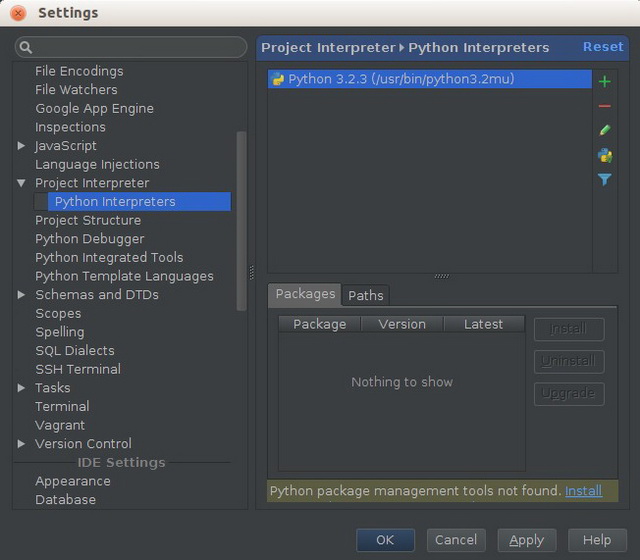 Settings
File Encodings
File Watchers
Google App Engine
Inspections
JavaScript
Language Injections
Project Interpreter
Python Interpreters
Project Structure
Python Debugger
Python Integrated Tools
Python Template Languages
Schemas and DTDs
Scopes
Spelling
SQL Dialects
SSH Terminal
Tasks
Terminal
Vagrant
Version Control
IDE Settings
Appearance
Database
Project Interpreter › Python Interpreters Reset
Python 3.2.3 (/usr/bin/python3.2mu)
Packages Paths
Package Version Latest
Nothing to show
Install
Uninstall
Upgrade
Python package management tools not found. Install
OK Cancel Apply Help